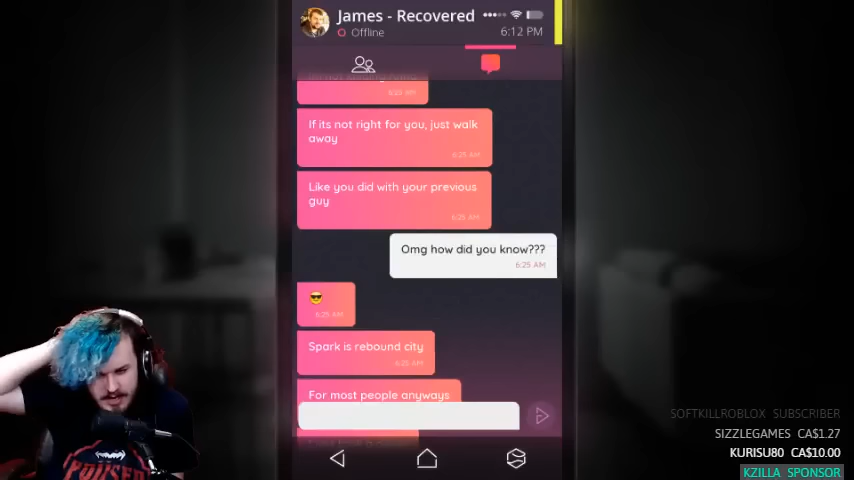 James - Recovered
Offline
6:12 PM
6:25 AM
If its not right for you, just walk
away
6:25 AM
Like you did with your previous
guy
6:25 AM
Omg how did you know???
6:25 AM
😎
6:25 AM
Spark is rebound city
6:25 AM
For most people anyways
SOFTKILLROBLOX SUBSCRIBER
SIZZLEGAMES CA$1.27
KURISU80 CA$10.00
KZILLA SPONSOR